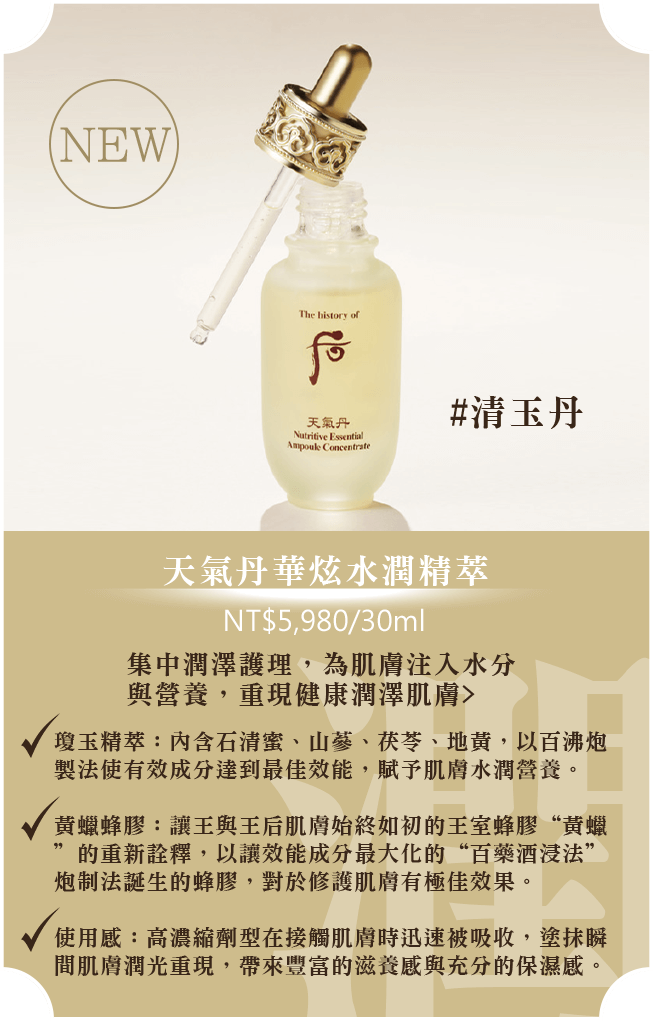 NEW
The history of
后
天氣丹
Nutritive Essential
Ampoule Concentrate
#清玉丹
天氣丹華炫水潤精萃
NT$5,980/30ml
集中潤澤護理，為肌膚注入水分
與營養，重現健康潤澤肌膚>
瓊玉精萃：內含石清蜜、山蔘、茯苓、地黃，以百沸炮
製法使有效成分達到最佳效能，賦予肌膚水潤營養。
黃蠟蜂膠：讓王與王后肌膚始終如初的王室蜂膠“黃蠟
”的重新詮釋，以讓效能成分最大化的“百藥酒浸法”
炮制法誕生的蜂膠，對於修護肌膚有極佳效果。
使用感：高濃縮劑型在接觸肌膚時迅速被吸收，塗抹瞬
間肌膚潤光重現，帶來豐富的滋養感與充分的保濕感。
潤